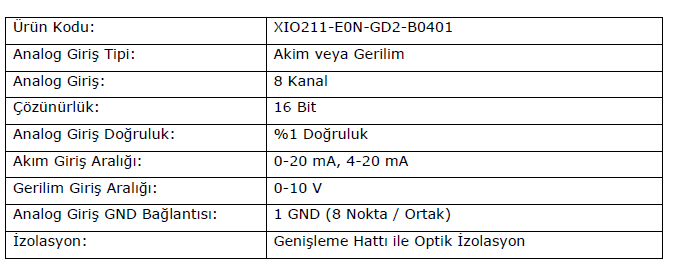 Ürün Kodu: XIO211-E0N-GD2-B0401
Analog Giriş Tipi: Akim veya Gerilim
Analog Giriş: 8 Kanal
Çözünürlük: 16 Bit
Analog Giriş Doğruluk: %1 Doğruluk
Akım Giriş Aralığı: 0-20 mA, 4-20 mA
Gerilim Giriş Aralığı: 0-10 V
Analog Giriş GND Bağlantısı: 1 GND (8 Nokta / Ortak)
İzolasyon: Genişleme Hattı ile Optik İzolasyon